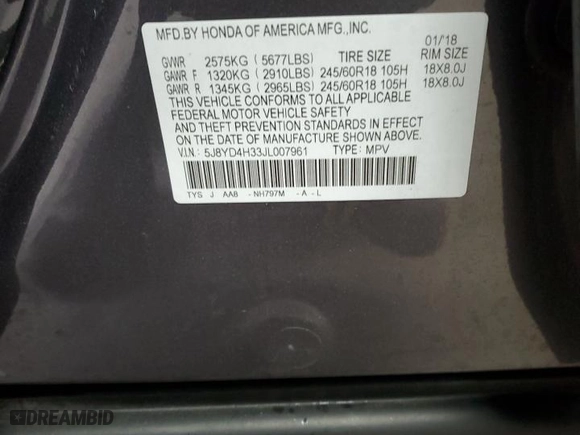 MFD.BY HONDA OF AMERICA MFG.,INC.
01/18
GVWR 2575KG (5677LBS) TIRE SIZE RIM SIZE
GAWR F 1320KG (2910LBS) 245/60R18 105H 18X8.0J
GAWR R 1345KG (2965LBS) 245/60R18 105H 18X8.0J
THIS VEHICLE CONFORMS TO ALL APPLICABLE
FEDERAL MOTOR VEHICLE SAFETY
AND THEFT PREVENTION STANDARDS IN EFFECT
ON THE DATE OF MANUFACTURE SHOWN ABOVE.
V.I.N: 5J8YD4H33JL007961 TYPE: MPV
TYS J AA8 - NH797M - A - L
DREAMBID